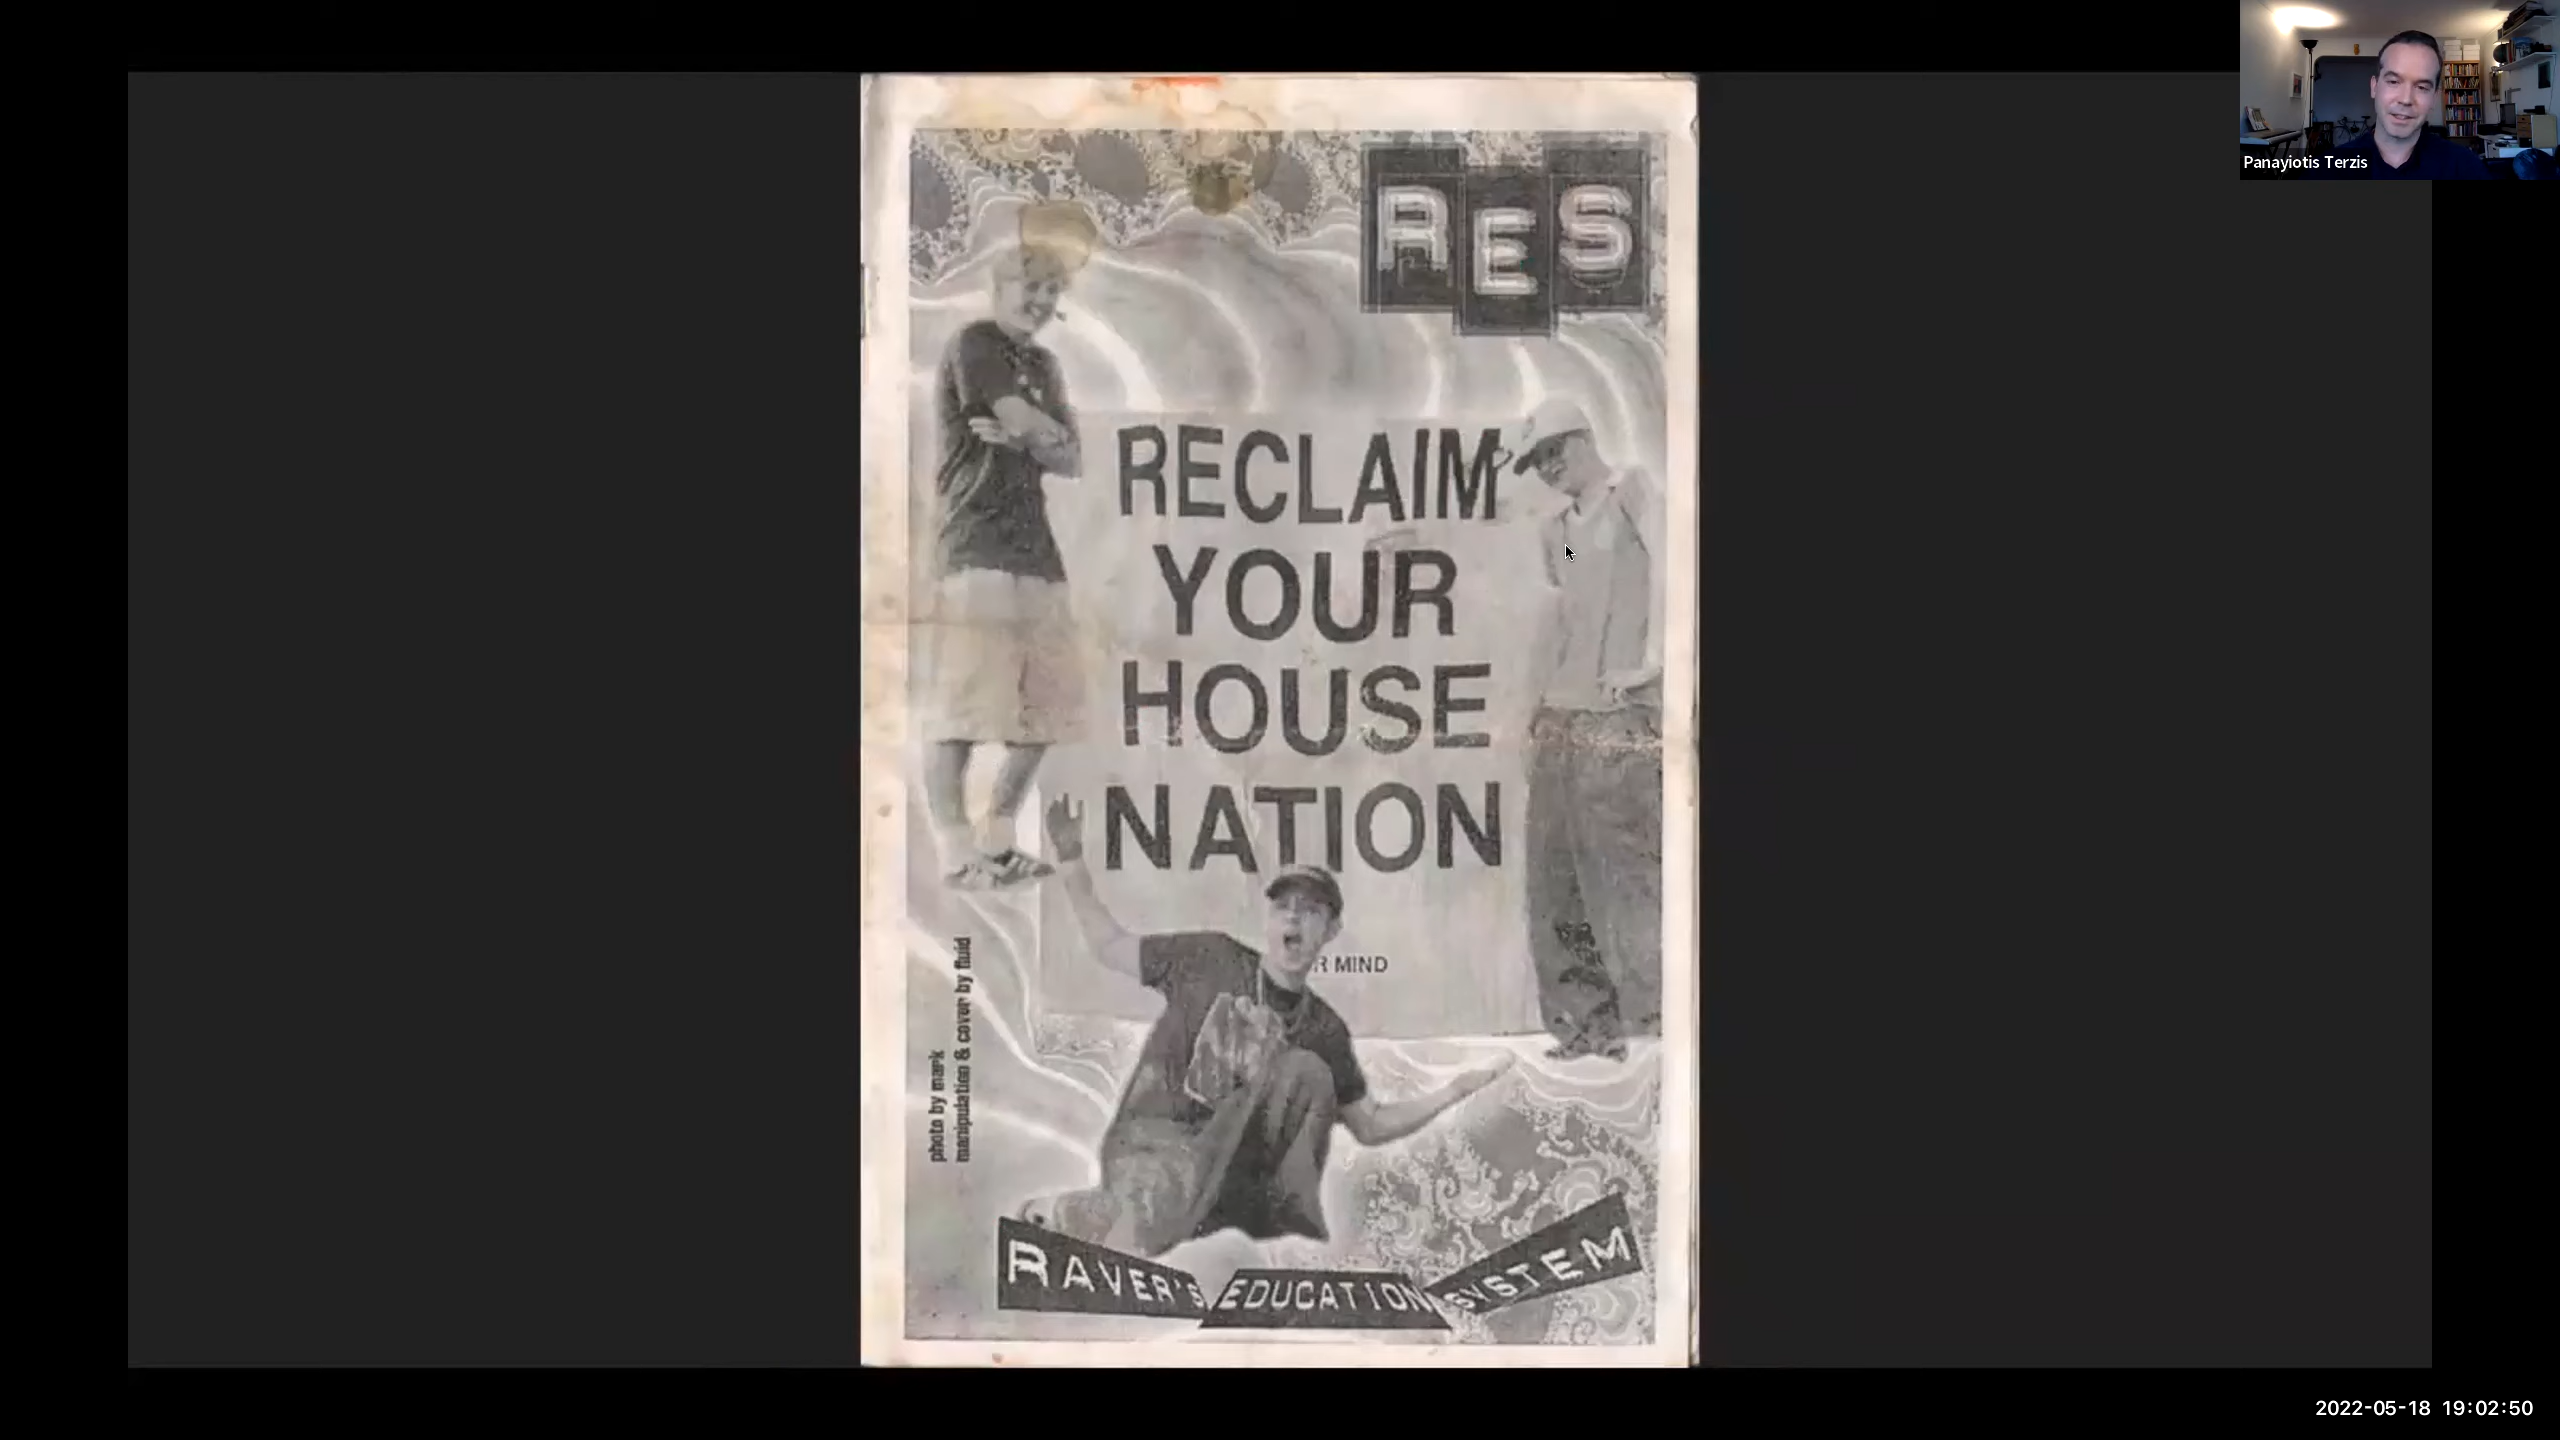 Panayiotis Terzis
RES
RECLAIM
YOUR
HOUSE
NATION
R MIND
photo by mark
manipulation & cover by fluid
RAVER'S EDUCATION SYSTEM
2022-05-18 19:02:50